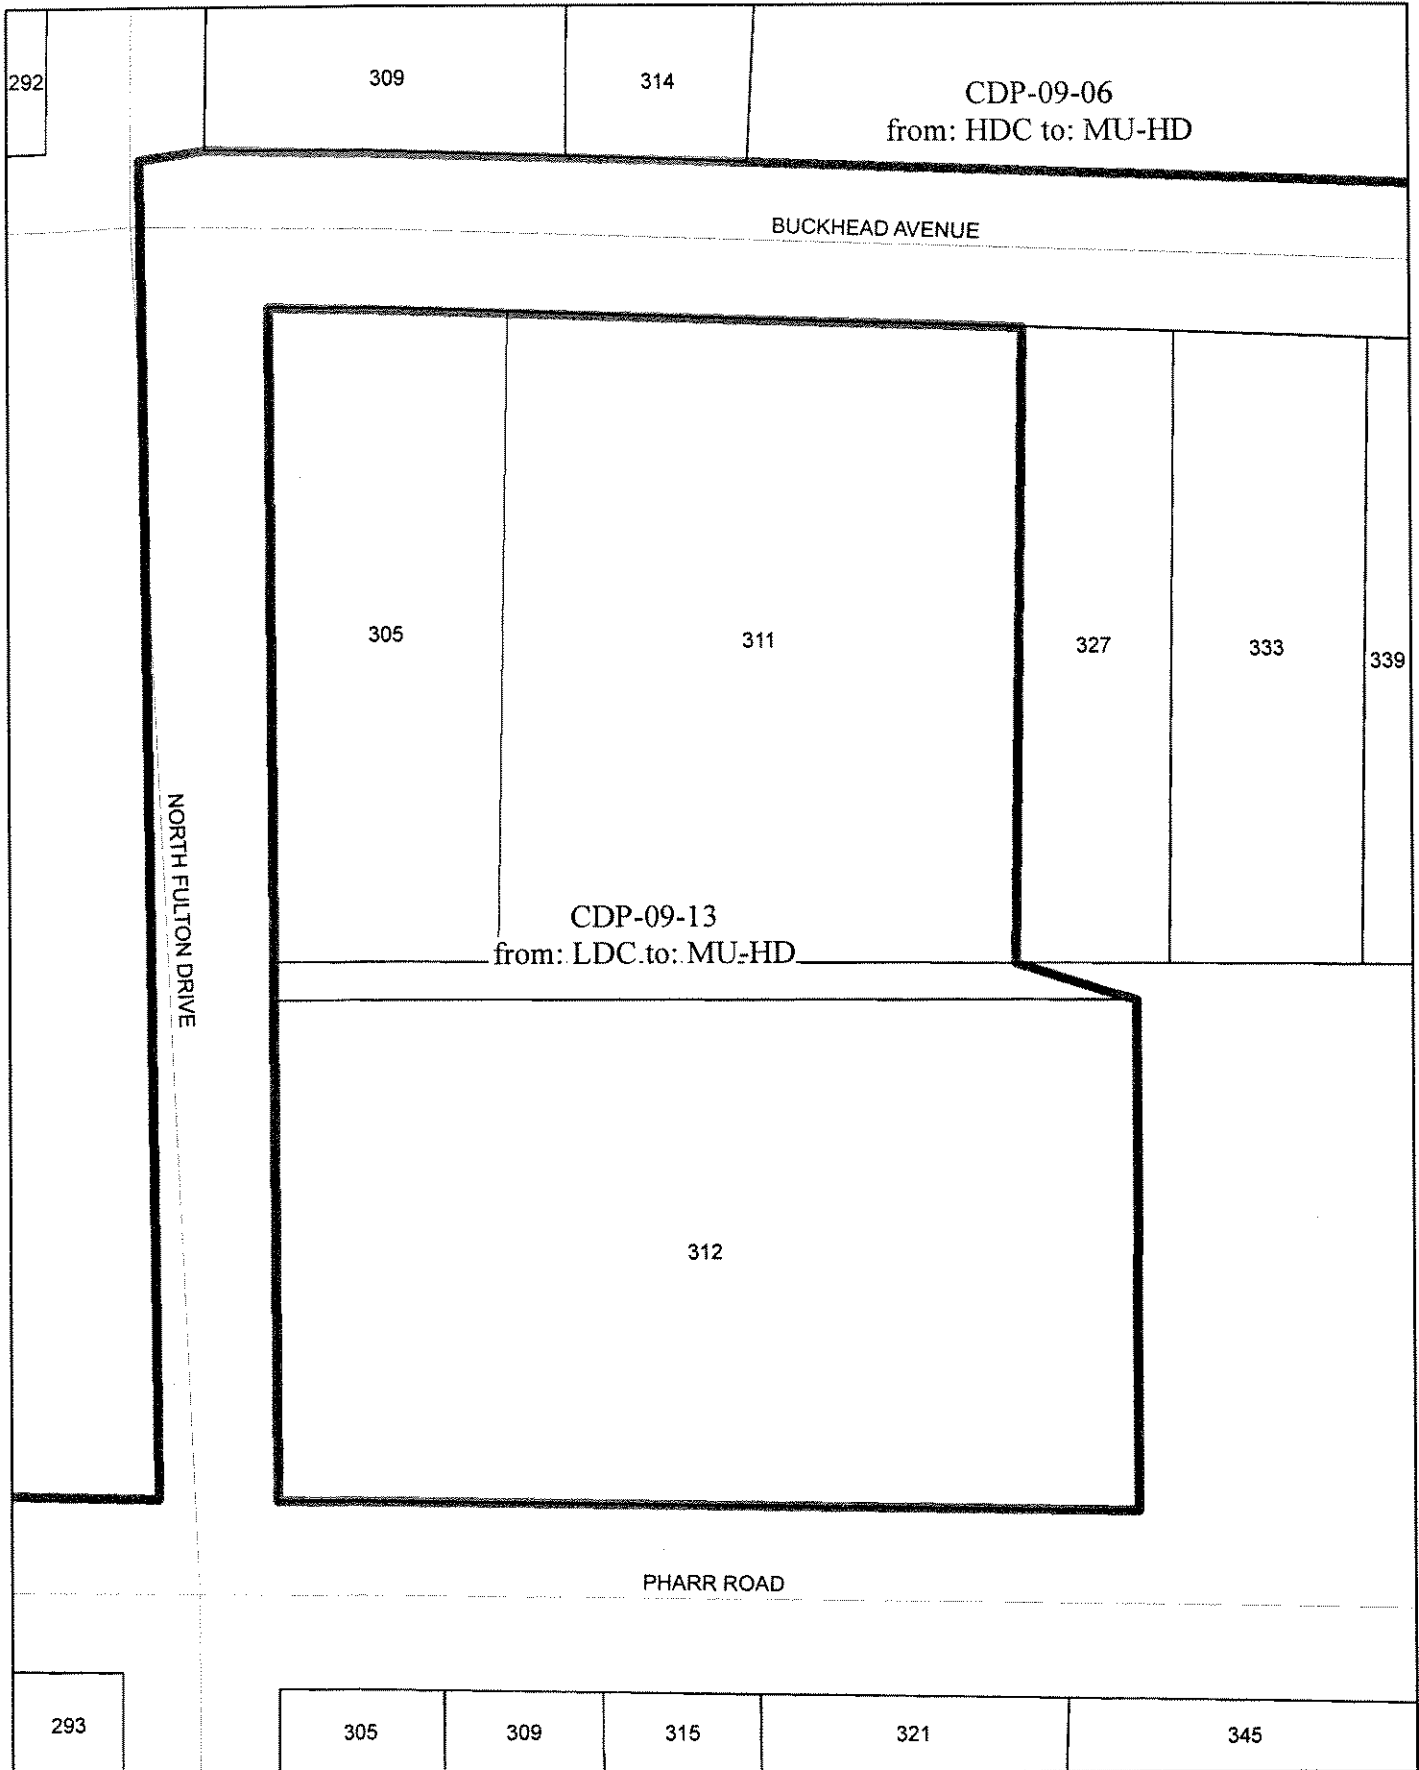 292
309
314
CDP-09-06
from: HDC to: MU-HD
BUCKHEAD AVENUE
305
311
327
333
339
NORTH FULTON DRIVE
CDP-09-13
from: LDC to: MU-HD
312
PHARR ROAD
293
305
309
315
321
345